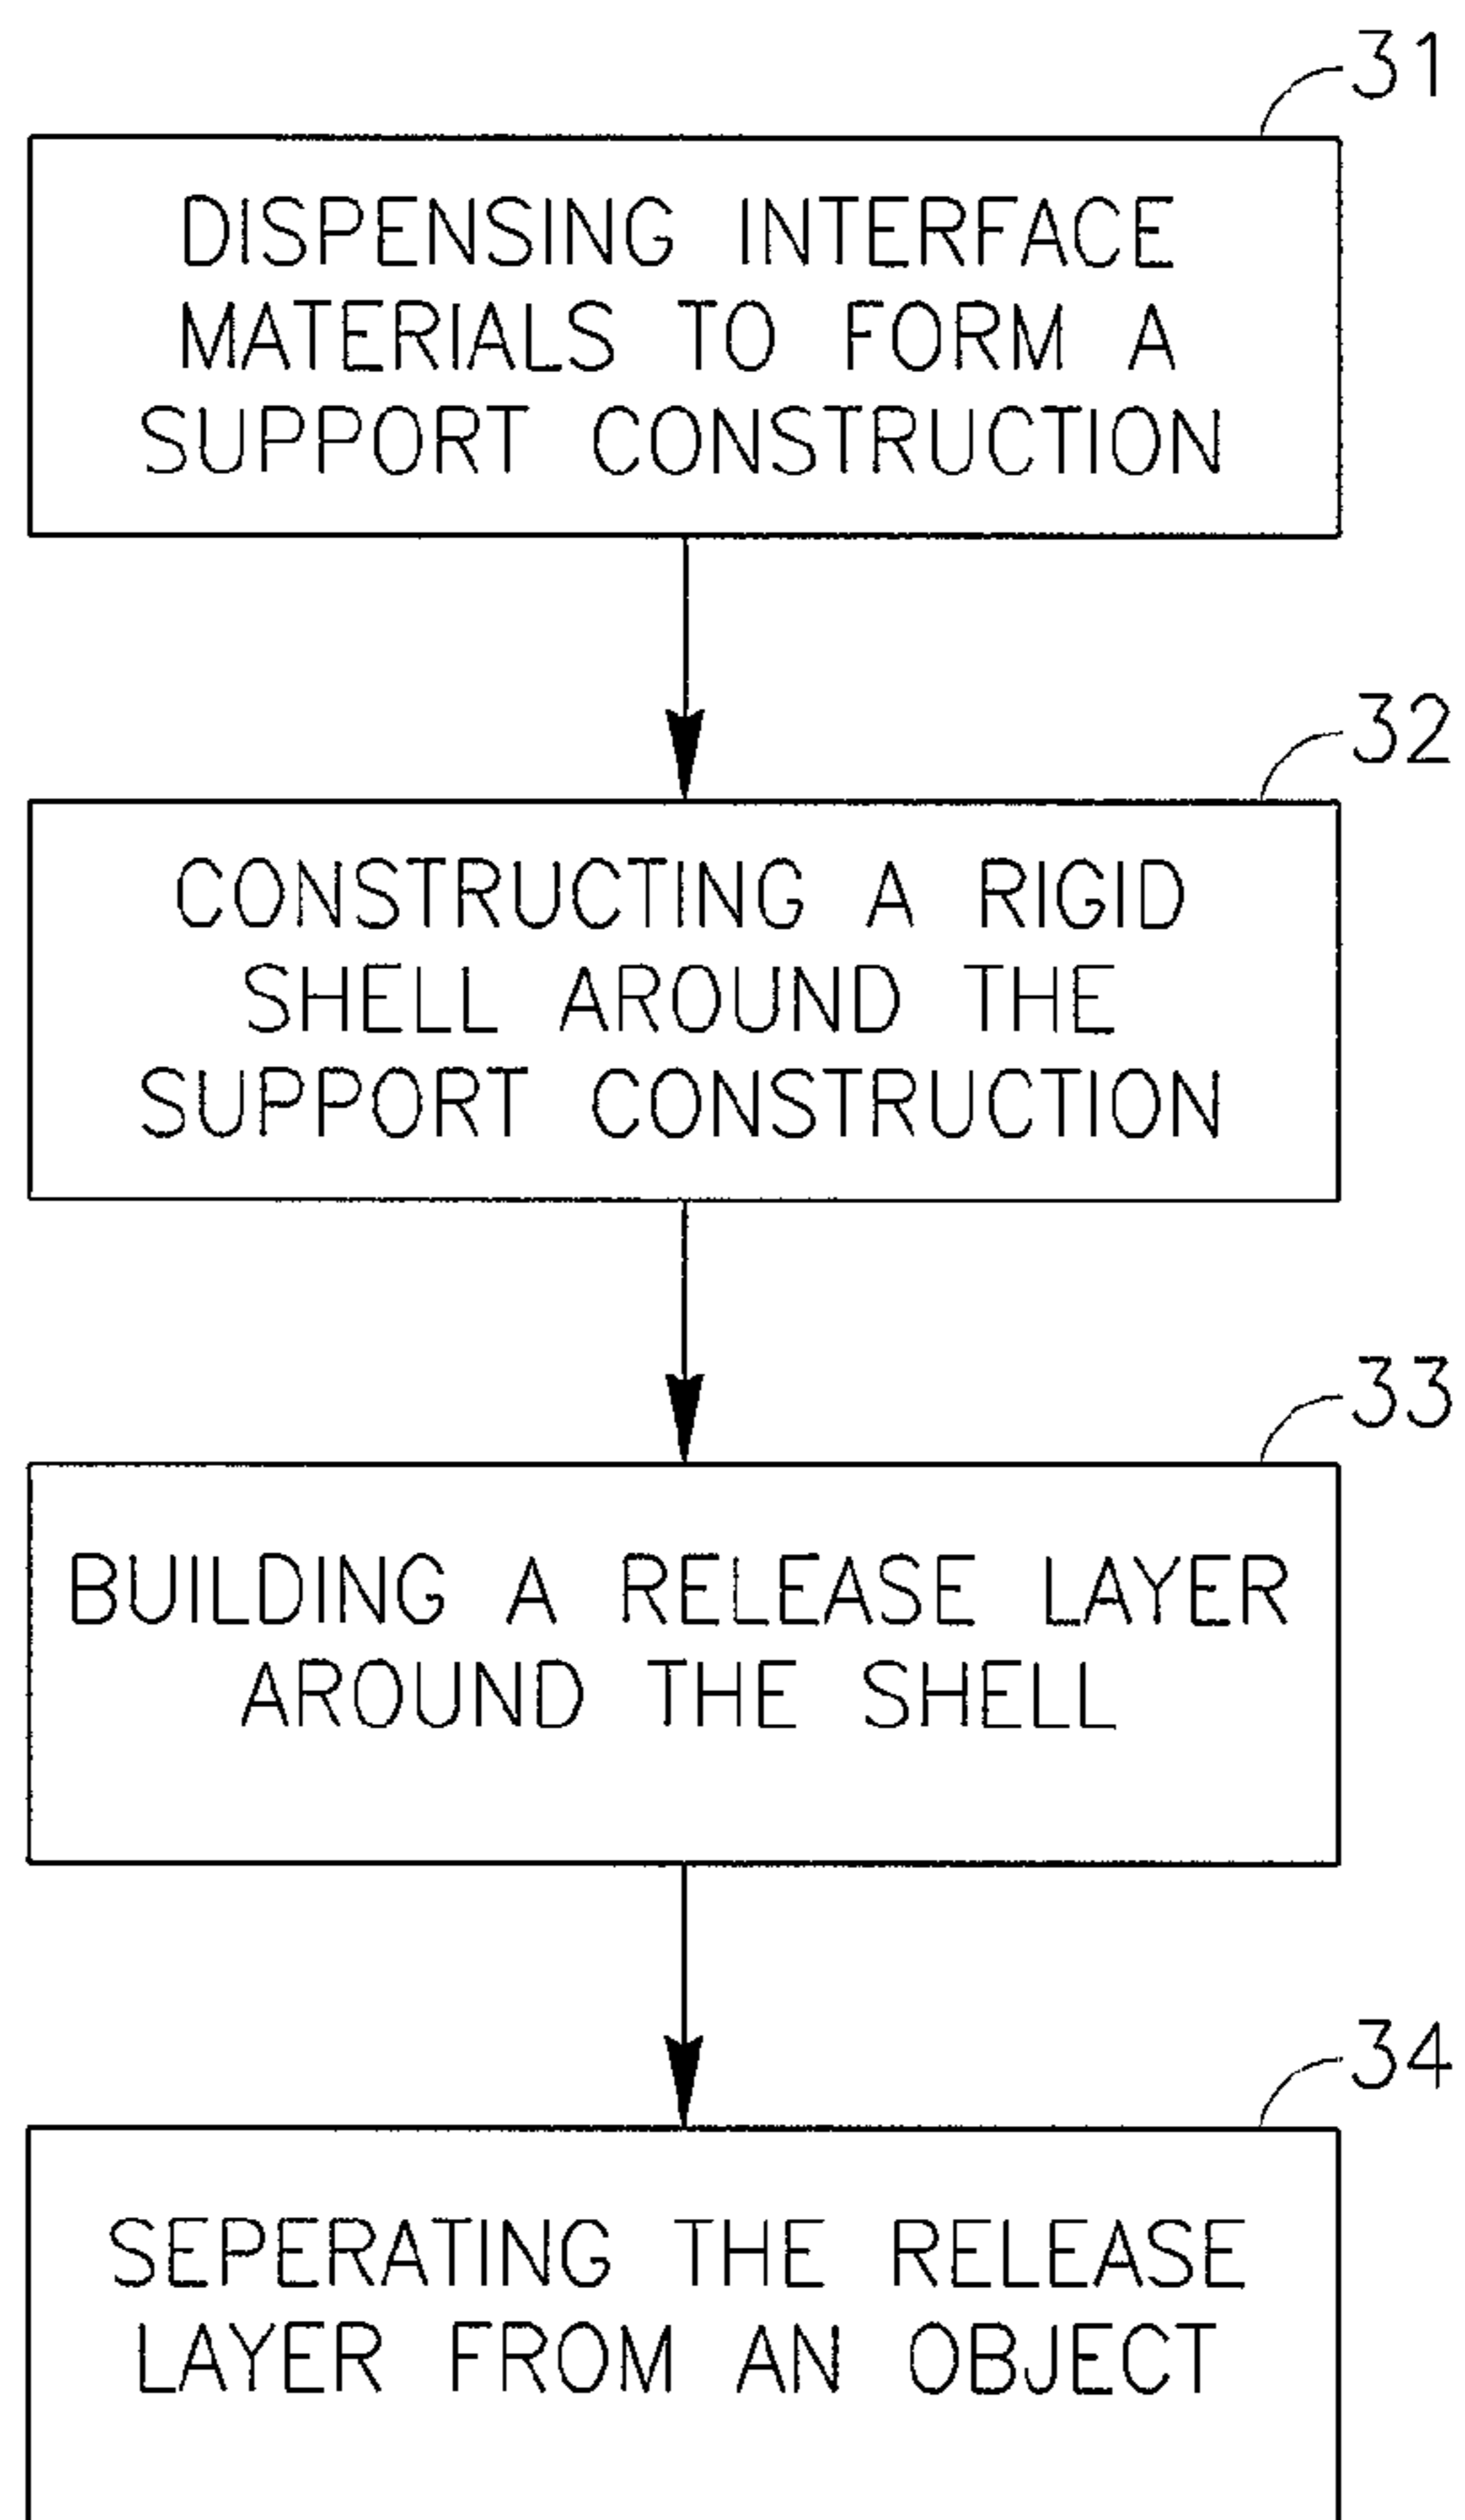 31
DISPENSING INTERFACE
MATERIALS TO FORM A
SUPPORT CONSTRUCTION
32
CONSTRUCTING A RIGID
SHELL AROUND THE
SUPPORT CONSTRUCTION
33
BUILDING A RELEASE LAYER
AROUND THE SHELL
34
SEPERATING THE RELEASE
LAYER FROM AN OBJECT